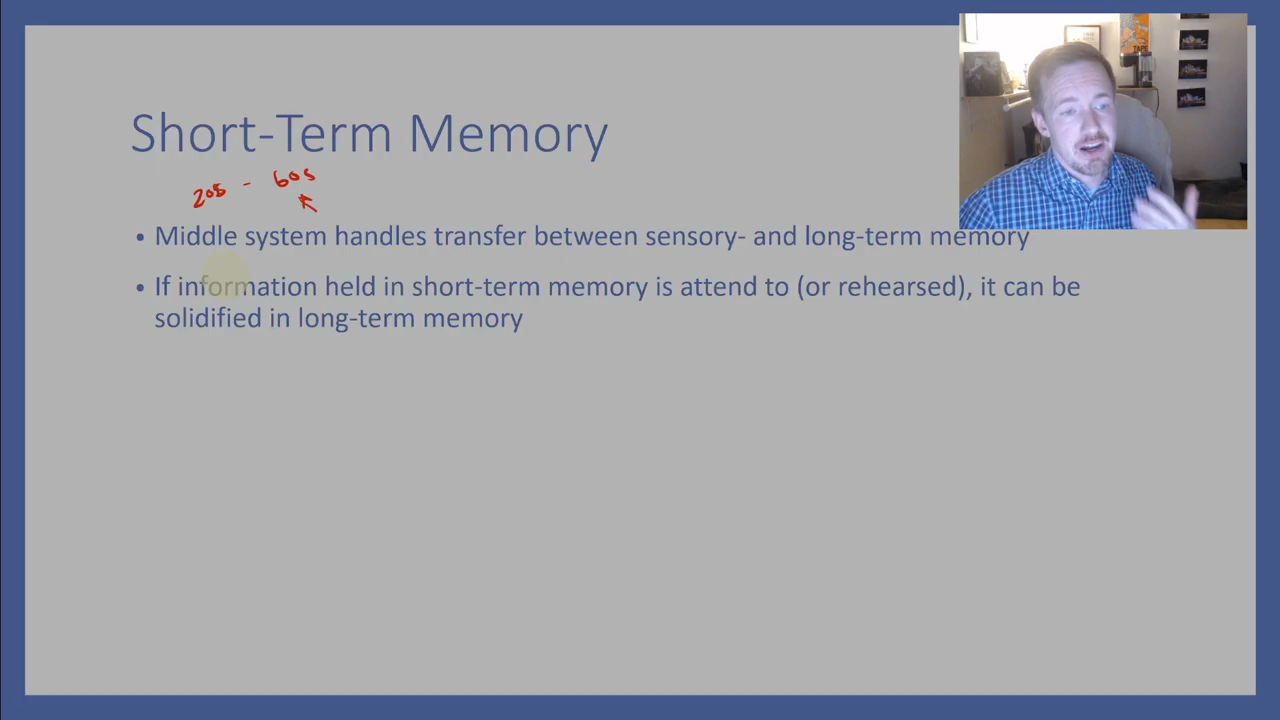 Short-Term Memory
20s - 60s
• Middle system handles transfer between sensory- and long-term memory
• If information held in short-term memory is attend to (or rehearsed), it can be
solidified in long-term memory
TAPE